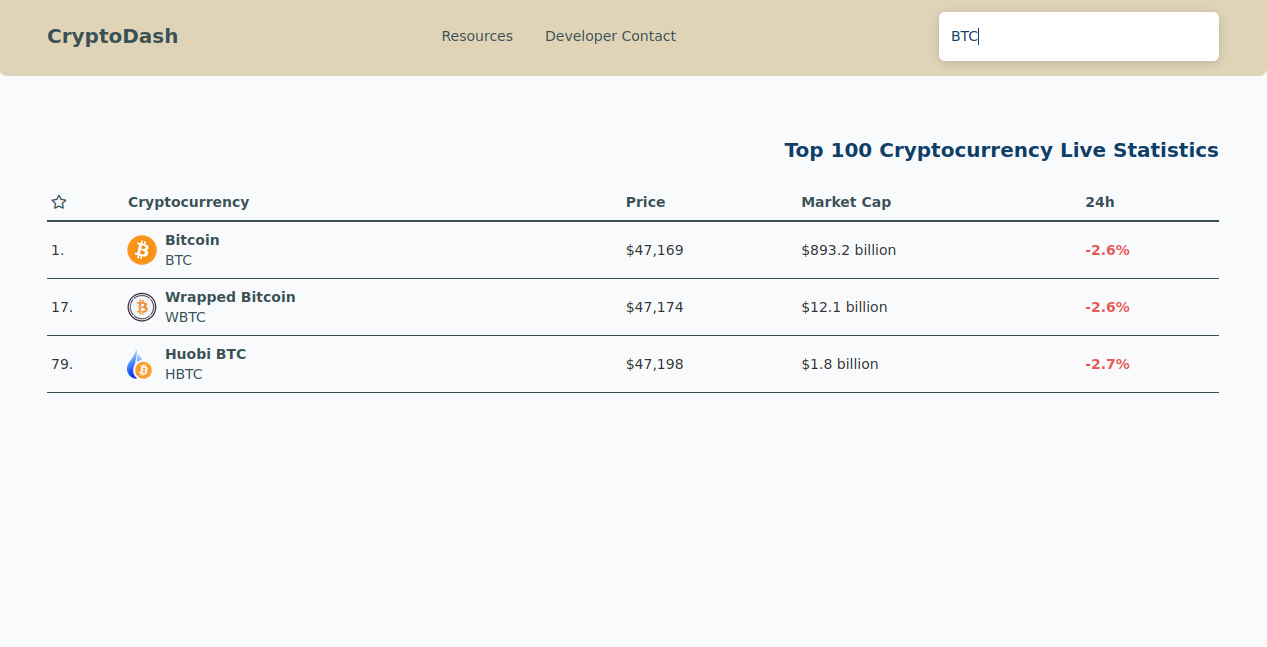 CryptoDash Resources Developer Contact BTC
Top 100 Cryptocurrency Live Statistics
Cryptocurrency Price Market Cap 24h
1. Bitcoin BTC $47,169 $893.2 billion -2.6%
17. Wrapped Bitcoin WBTC $47,174 $12.1 billion -2.6%
79. Huobi BTC HBTC $47,198 $1.8 billion -2.7%